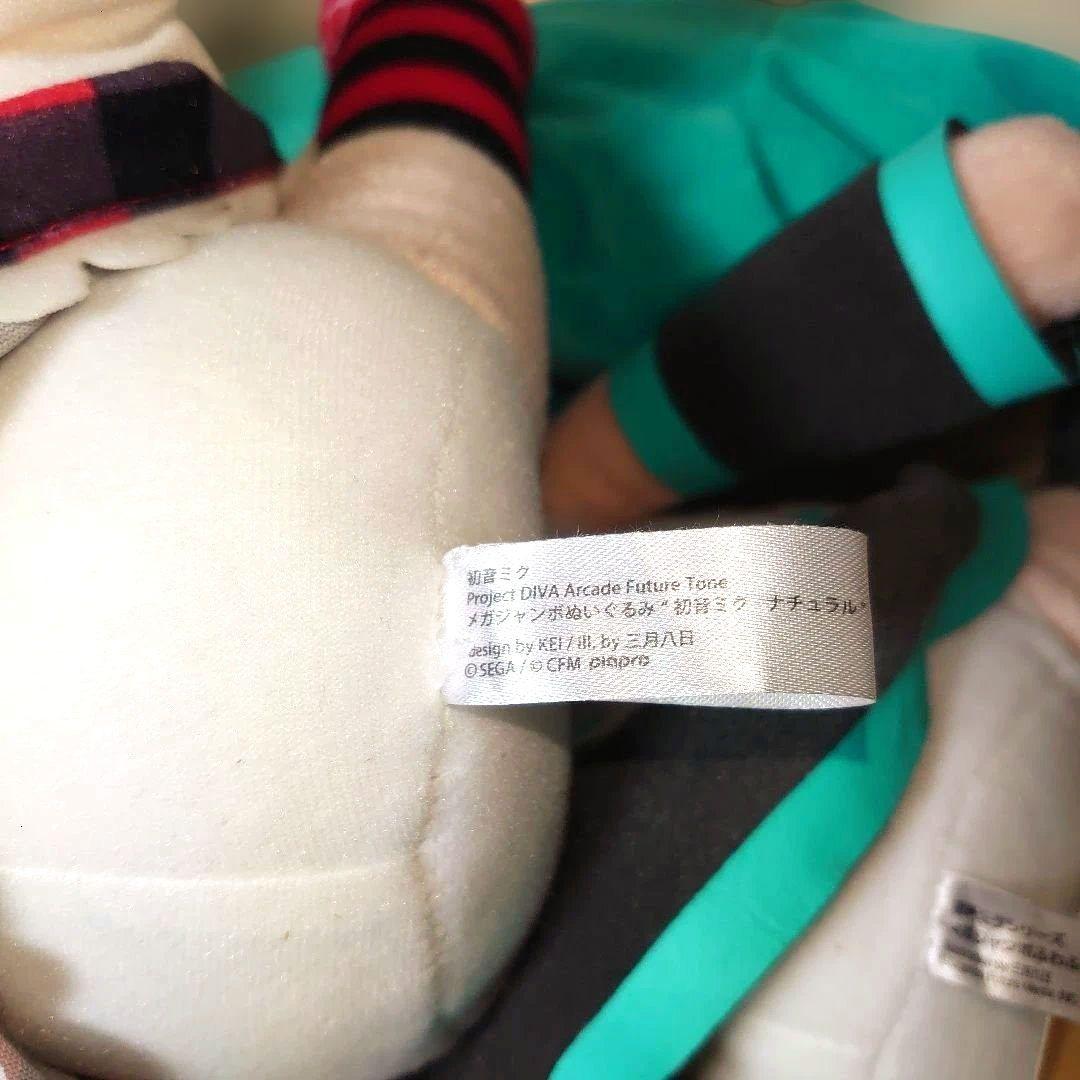 初音ミク
Project DIVA Arcade Future Tone
メガジャンボぬいぐるみ“初音ミク ナチュラル”
design by KEI / ill. by 三月八日
©SEGA / © CFM piapro